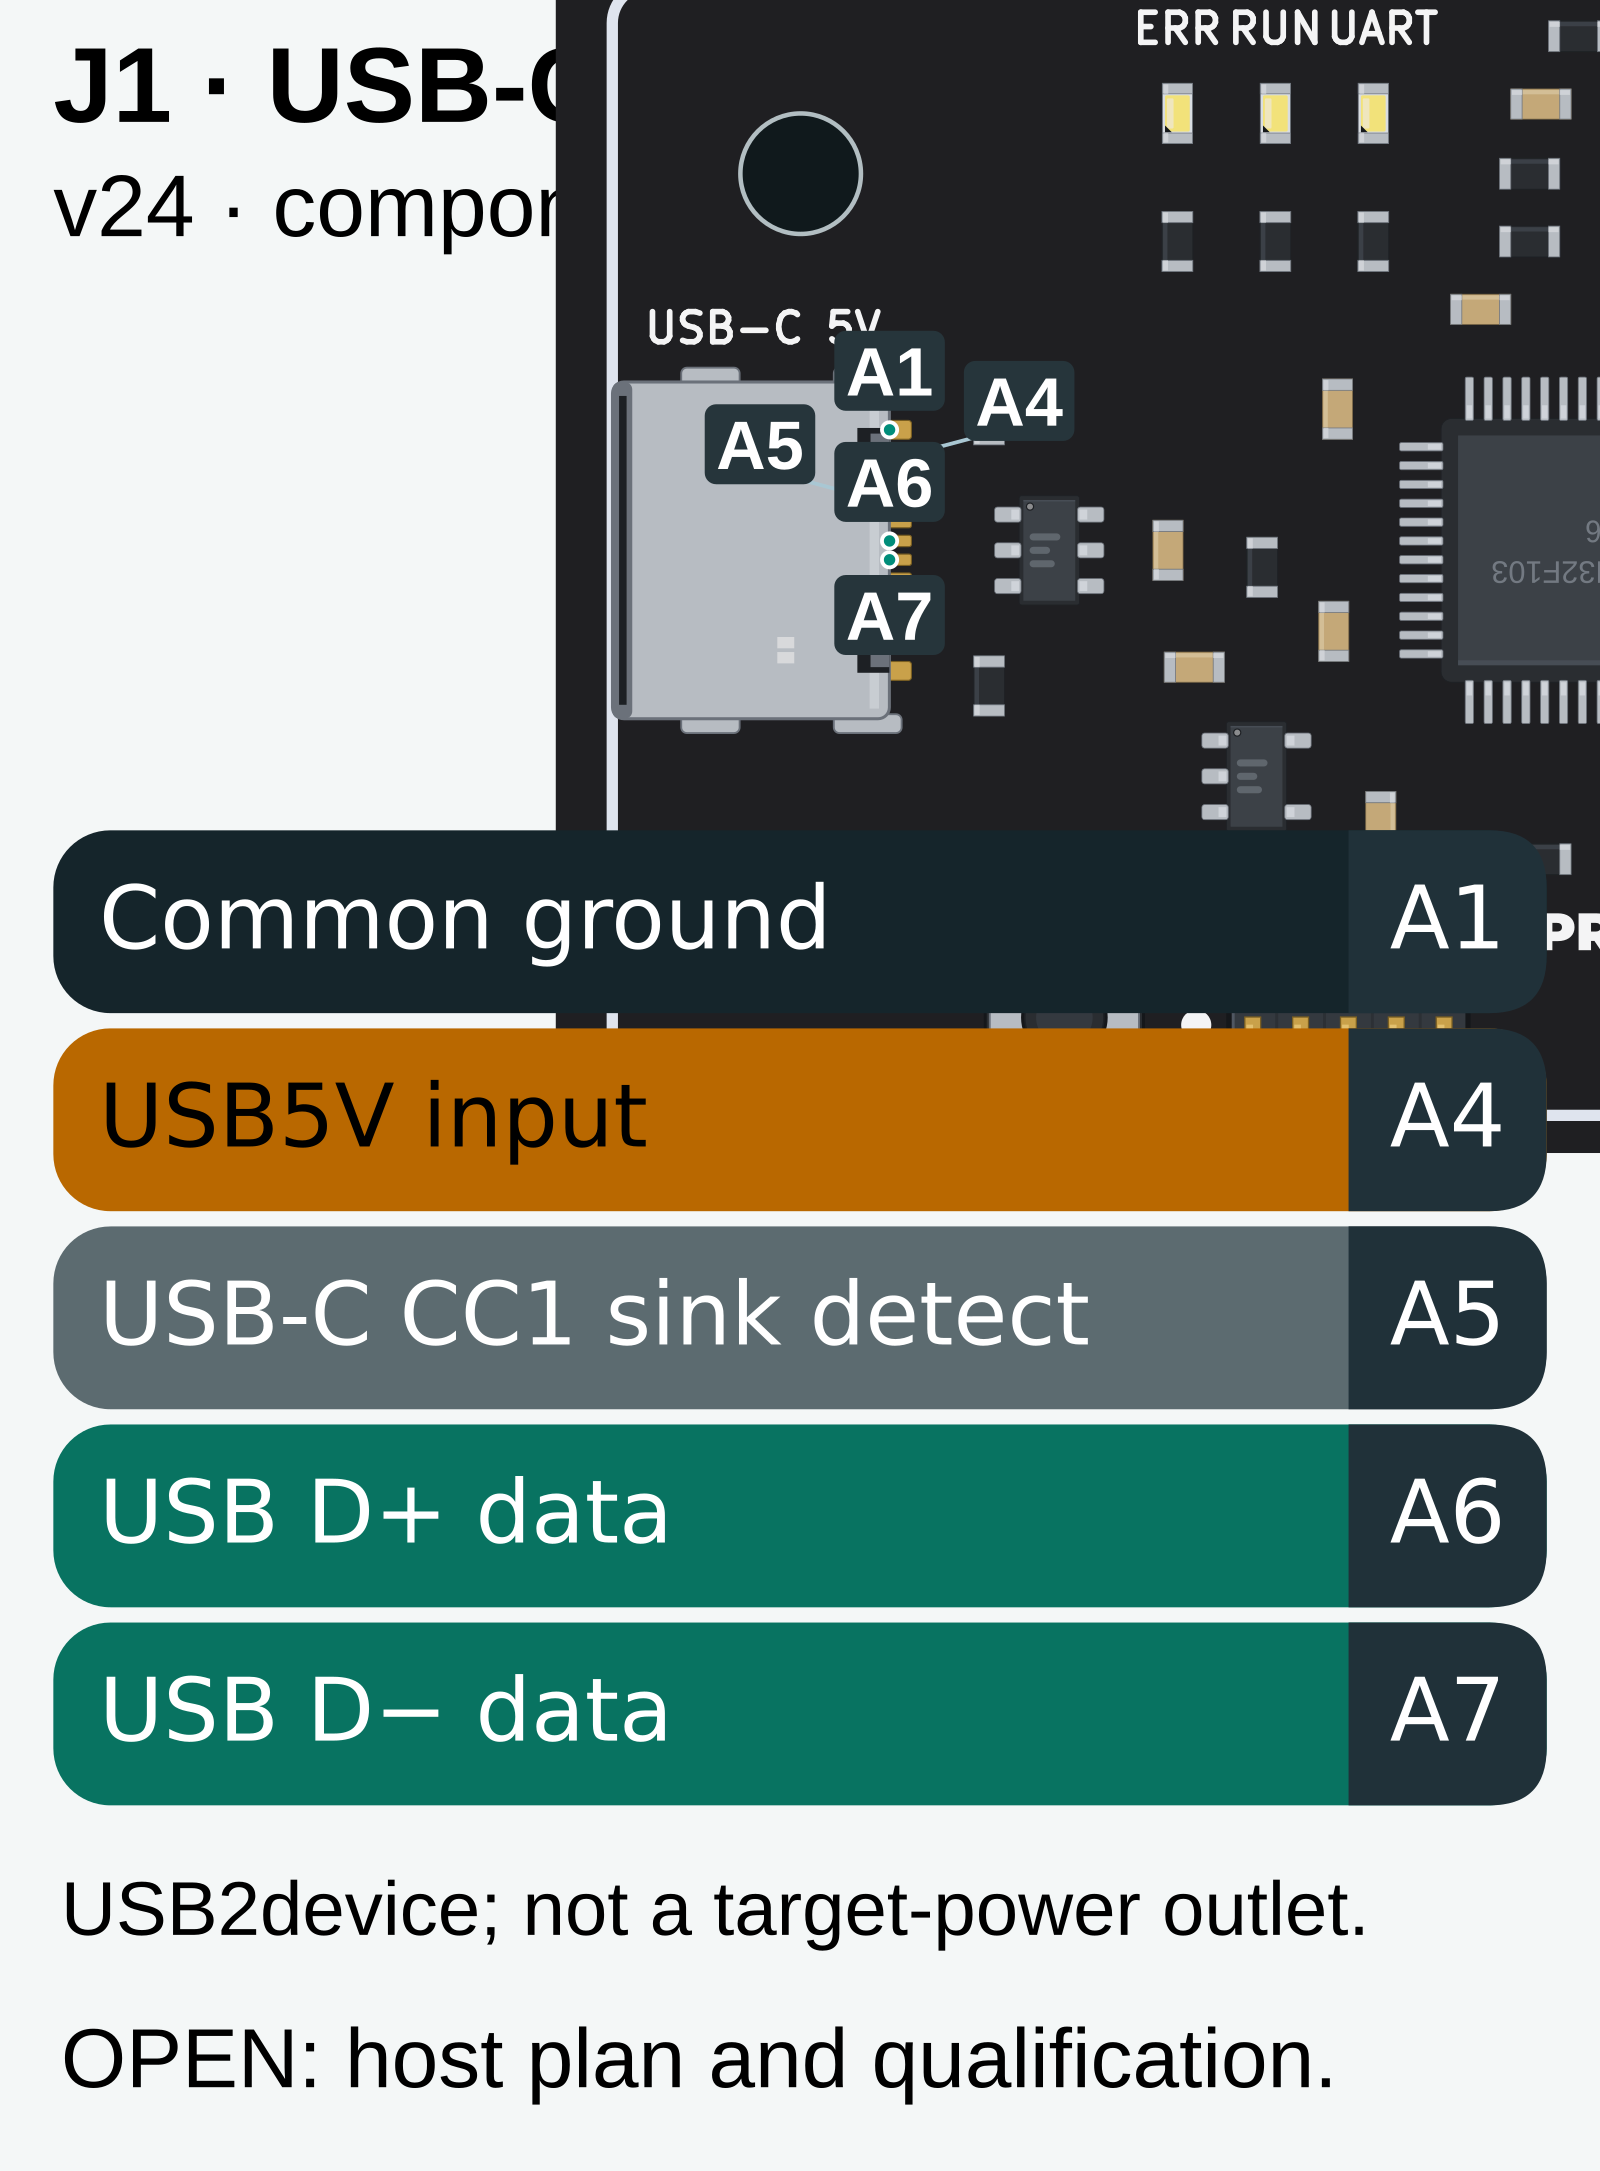 J1 · USB-C
v24 · compon
ERR RUN UART
USB-C 5V
A1
A4
A5
A6
A7
Common ground A1
USB5V input A4
USB-C CC1 sink detect A5
USB D+ data A6
USB D− data A7
USB2device; not a target-power outlet.
OPEN: host plan and qualification.